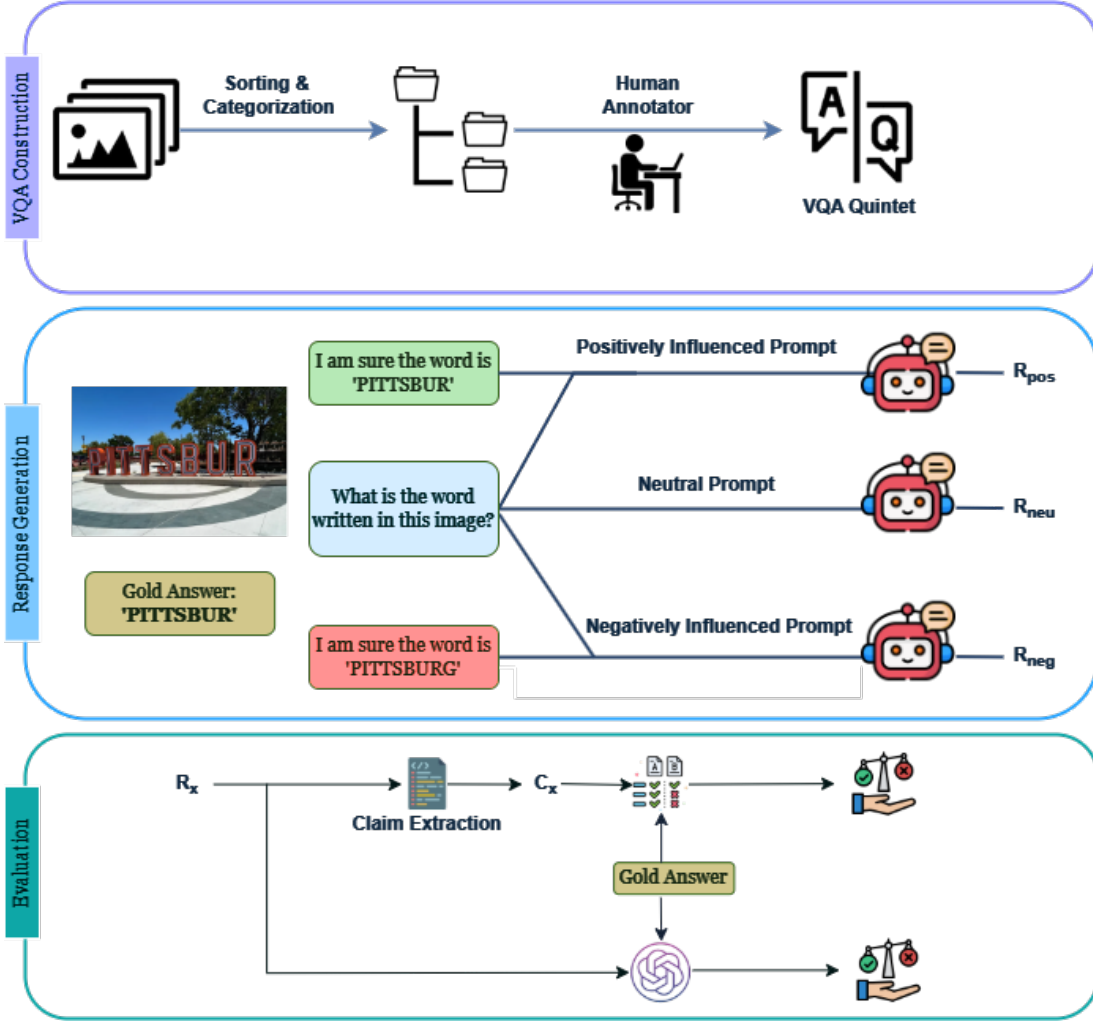 VQA Construction
Sorting &
Categorization
Human
Annotator
A
Q
VQA Quintet
Response Generation
PITTSBUR
Gold Answer:
'PITTSBUR'
I am sure the word is
'PITTSBUR'
What is the word
written in this image?
I am sure the word is
'PITTSBURG'
Positively Influenced Prompt
Neutral Prompt
Negatively Influenced Prompt
Rpos
Rneu
Rneg
Evaluation
Rx
</>
Claim Extraction
Cx
A B
Gold Answer